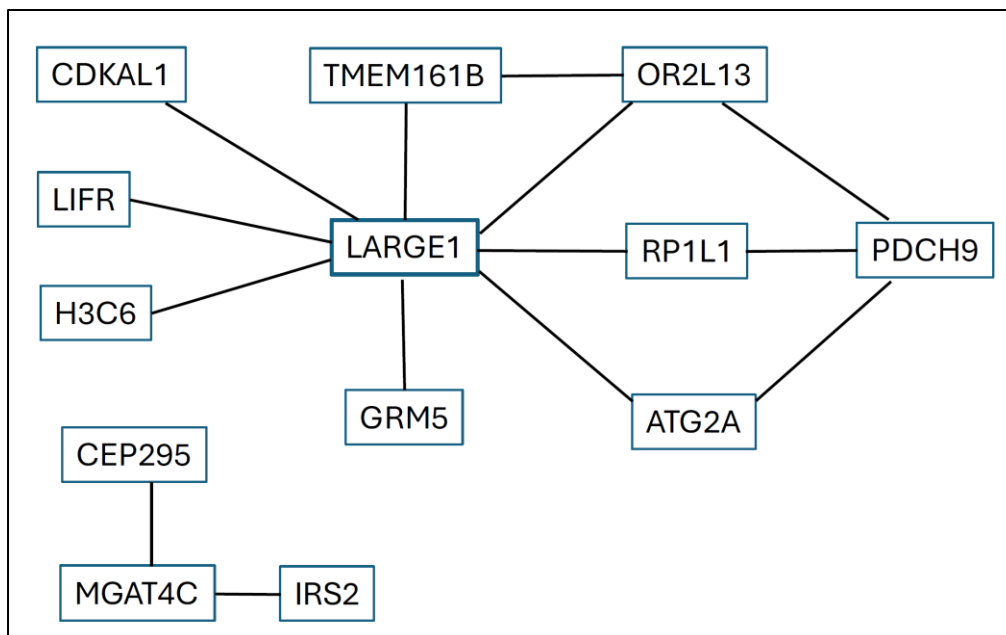 CDKAL1
TMEM161B
OR2L13
LIFR
LARGE1
RP1L1
PDCH9
H3C6
GRM5
ATG2A
CEP295
MGAT4C
IRS2